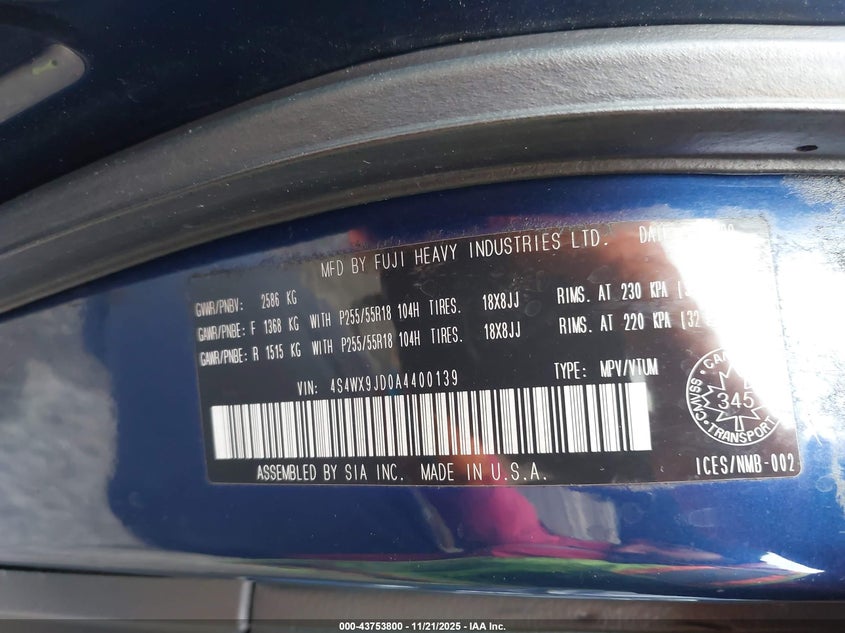 MFD BY FUJI HEAVY INDUSTRIES LTD.
GVWR/PNBV: 2586 KG
GAWR/PNBE: F 1368 KG WITH P255/55R18 104H TIRES. 18X8JJ RIMS. AT 230 KPA
GAWR/PNBE: R 1515 KG WITH P255/55R18 104H TIRES. 18X8JJ RIMS. AT 220 KPA [32
VIN: 4S4WX9JD0A4400139 TYPE: MPV/VTUM
345
TRANSPORT
CMVSS
ASSEMBLED BY SIA INC. MADE IN U.S.A. ICES/NMB-002
000-43753800 - 11/21/2025 - IAA Inc.